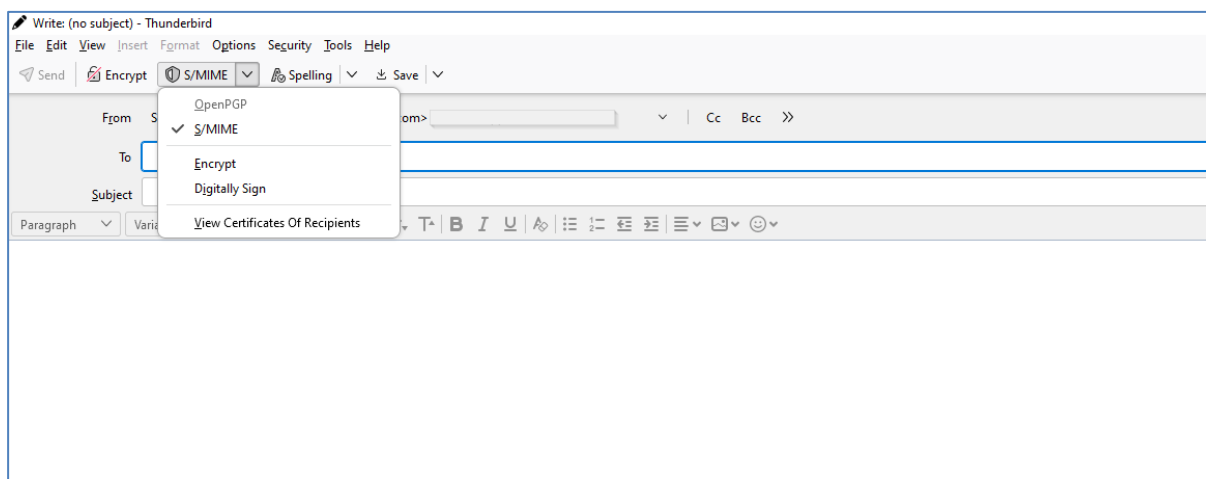 Write: (no subject) - Thunderbird
File Edit View Insert Format Options Security Tools Help
Send Encrypt S/MIME Spelling Save
OpenPGP
From S om> Cc Bcc
S/MIME
To
Encrypt
Digitally Sign
Subject
View Certificates Of Recipients
Paragraph Varia